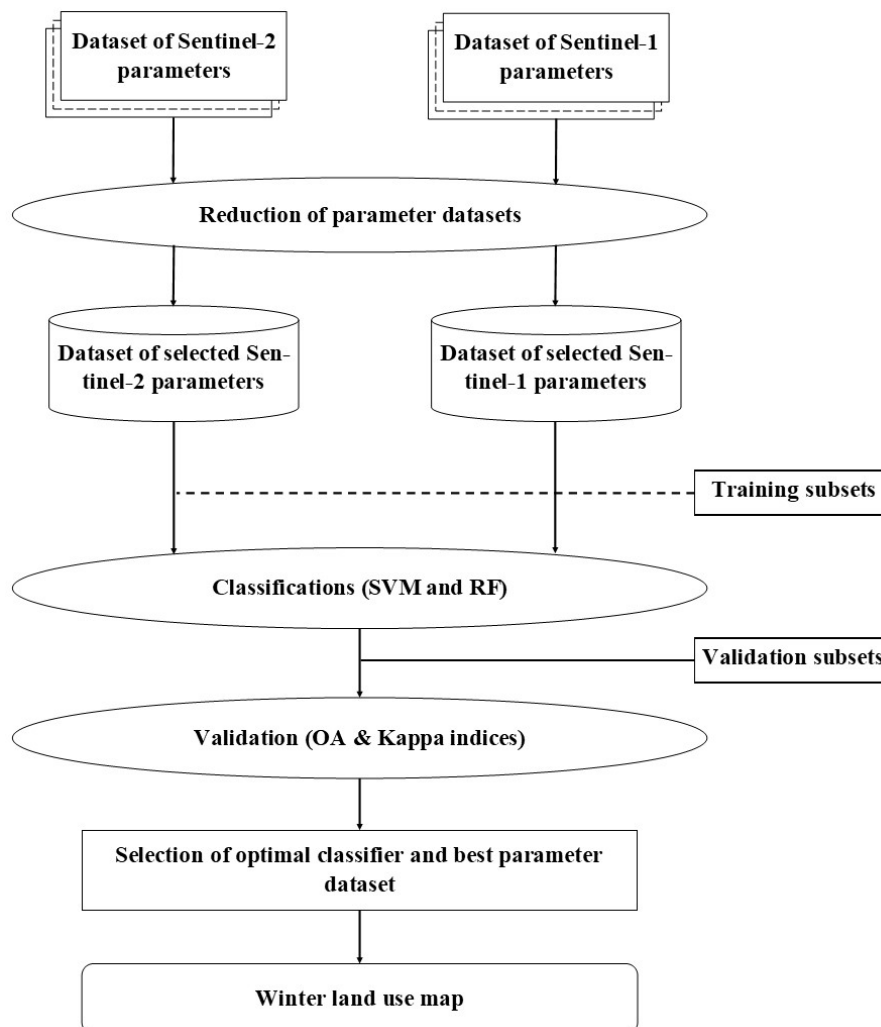 Dataset of Sentinel-2
parameters
Dataset of Sentinel-1
parameters
Reduction of parameter datasets
Dataset of selected Sen-
tinel-2 parameters
Dataset of selected Sen-
tinel-1 parameters
Training subsets
Classifications (SVM and RF)
Validation subsets
Validation (OA & Kappa indices)
Selection of optimal classifier and best parameter
dataset
Winter land use map